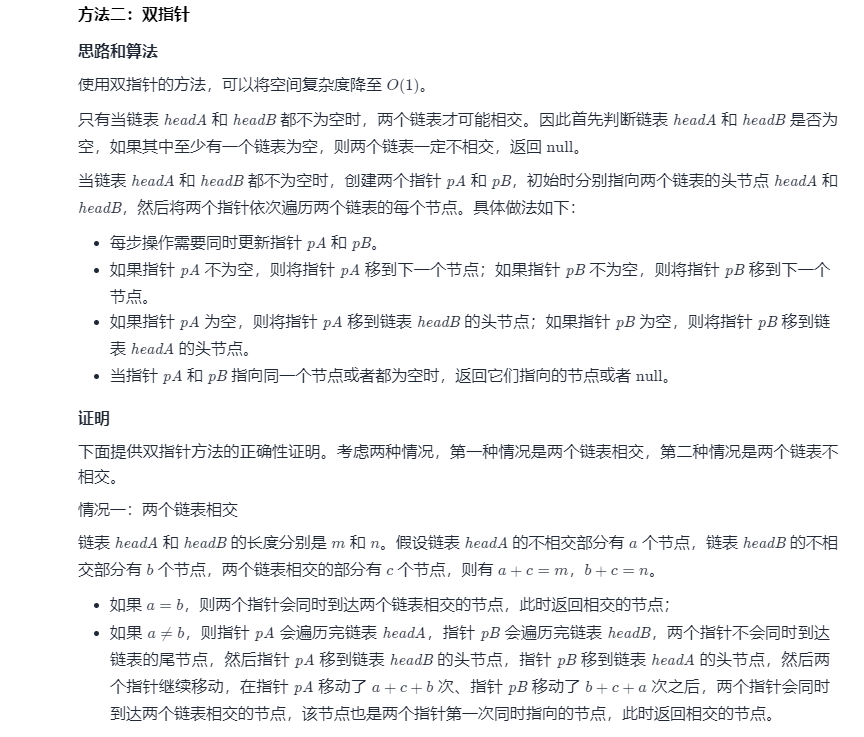 方法二：双指针
思路和算法
使用双指针的方法，可以将空间复杂度降至 O(1)。
只有当链表 headA 和 headB 都不为空时，两个链表才可能相交。因此首先判断链表 headA 和 headB 是否为
空，如果其中至少有一个链表为空，则两个链表一定不相交，返回 null。
当链表 headA 和 headB 都不为空时，创建两个指针 pA 和 pB，初始时分别指向两个链表的头节点 headA 和
headB，然后将两个指针依次遍历两个链表的每个节点。具体做法如下：
• 每步操作需要同时更新指针 pA 和 pB。
• 如果指针 pA 不为空，则将指针 pA 移到下一个节点；如果指针 pB 不为空，则将指针 pB 移到下一个
节点。
• 如果指针 pA 为空，则将指针 pA 移到链表 headB 的头节点；如果指针 pB 为空，则将指针 pB 移到链
表 headA 的头节点。
• 当指针 pA 和 pB 指向同一个节点或者都为空时，返回它们指向的节点或者 null。
证明
下面提供双指针方法的正确性证明。考虑两种情况，第一种情况是两个链表相交，第二种情况是两个链表不
相交。
情况一：两个链表相交
链表 headA 和 headB 的长度分别是 m 和 n。假设链表 headA 的不相交部分有 a 个节点，链表 headB 的不相
交部分有 b 个节点，两个链表相交的部分有 c 个节点，则有 a + c = m，b + c = n。
• 如果 a = b，则两个指针会同时到达两个链表相交的节点，此时返回相交的节点；
• 如果 a ≠ b，则指针 pA 会遍历完链表 headA，指针 pB 会遍历完链表 headB，两个指针不会同时到达
链表的尾节点，然后指针 pA 移到链表 headB 的头节点，指针 pB 移到链表 headA 的头节点，然后两
个指针继续移动，在指针 pA 移动了 a + c + b 次、指针 pB 移动了 b + c + a 次之后，两个指针会同时
到达两个链表相交的节点，该节点也是两个指针第一次同时指向的节点，此时返回相交的节点。